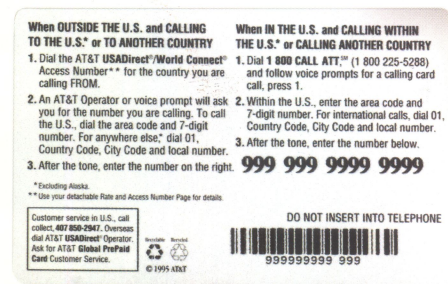 When OUTSIDE THE U.S. and CALLING
TO THE U.S.* or TO ANOTHER COUNTRY
1. Dial the AT&T USADirect®/World Connect®
Access Number** for the country you are
calling FROM.
2. An AT&T Operator or voice prompt will ask
you for the number you are calling. To call
the U.S., dial the area code and 7-digit
number. For anywhere else,* dial 01,
Country Code, City Code and local number.
3. After the tone, enter the number on the right.
* Excluding Alaska.
** Use your detachable Rate and Access Number Page for details.
Customer service in U.S., call
collect, 407 850-2947. Overseas
dial AT&T USADirect® Operator.
Ask for AT&T Global PrePaid
Card Customer Service.
Recyclable Recycled
© 1995 AT&T
When IN THE U.S. and CALLING WITHIN
THE U.S.* or CALLING ANOTHER COUNTRY
1. Dial 1 800 CALL ATT,℠ (1 800 225-5288)
and follow voice prompts for a calling card
call, press 1.
2. Within the U.S., enter the area code and
7-digit number. For international calls, dial 01,
Country Code, City Code and local number.
3. After the tone, enter the number below.
999 999 9999 9999
DO NOT INSERT INTO TELEPHONE
999999999 999